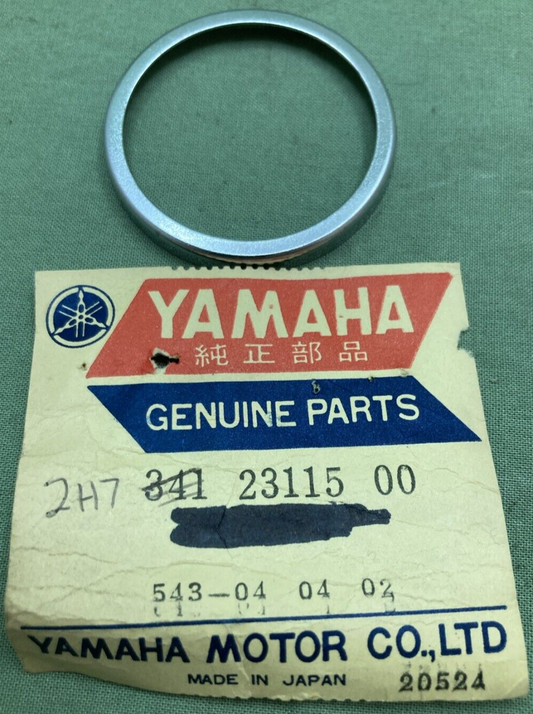 YAMAHA
純正部品
GENUINE PARTS
2H7 341 23115 00
543-04 04 02
YAMAHA MOTOR CO.,LTD
MADE IN JAPAN 20524